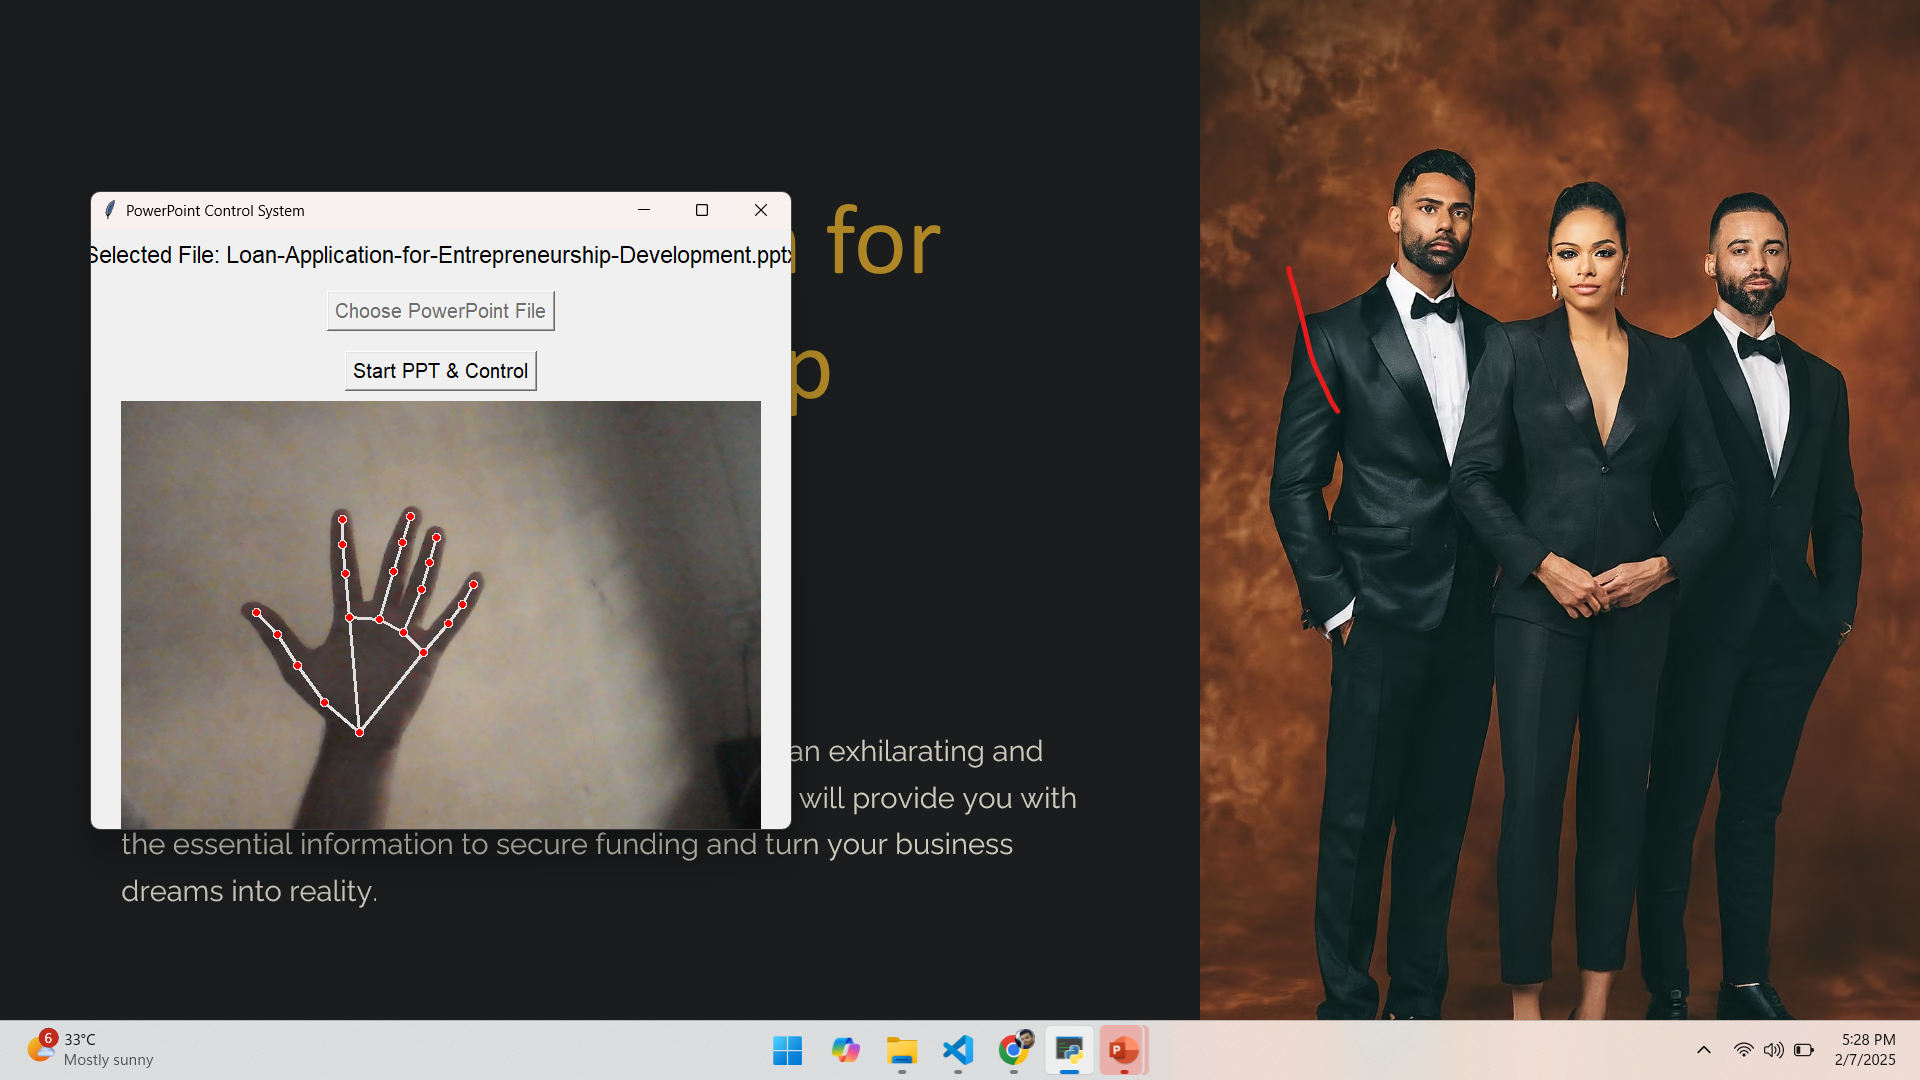 PowerPoint Control System
Selected File: Loan-Application-for-Entrepreneurship-Development.pptx
Choose PowerPoint File
Start PPT & Control
for
p
an exhilarating and
will provide you with
the essential information to secure funding and turn your business
dreams into reality.
6
33°C
Mostly sunny
P
5:28 PM
2/7/2025